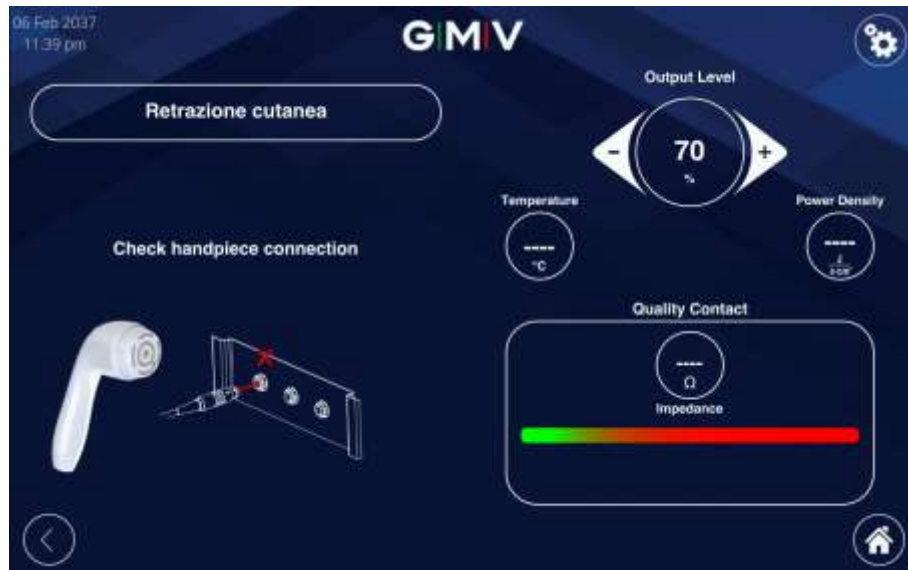 06 Feb 2037
11:39 pm
GMV
Output Level
Retrazione cutanea
-
70
+
%
Temperature
Power Density
----
°C
----
J
s·cm²
Check handpiece connection
Quality Contact
----
Ω
Impedance